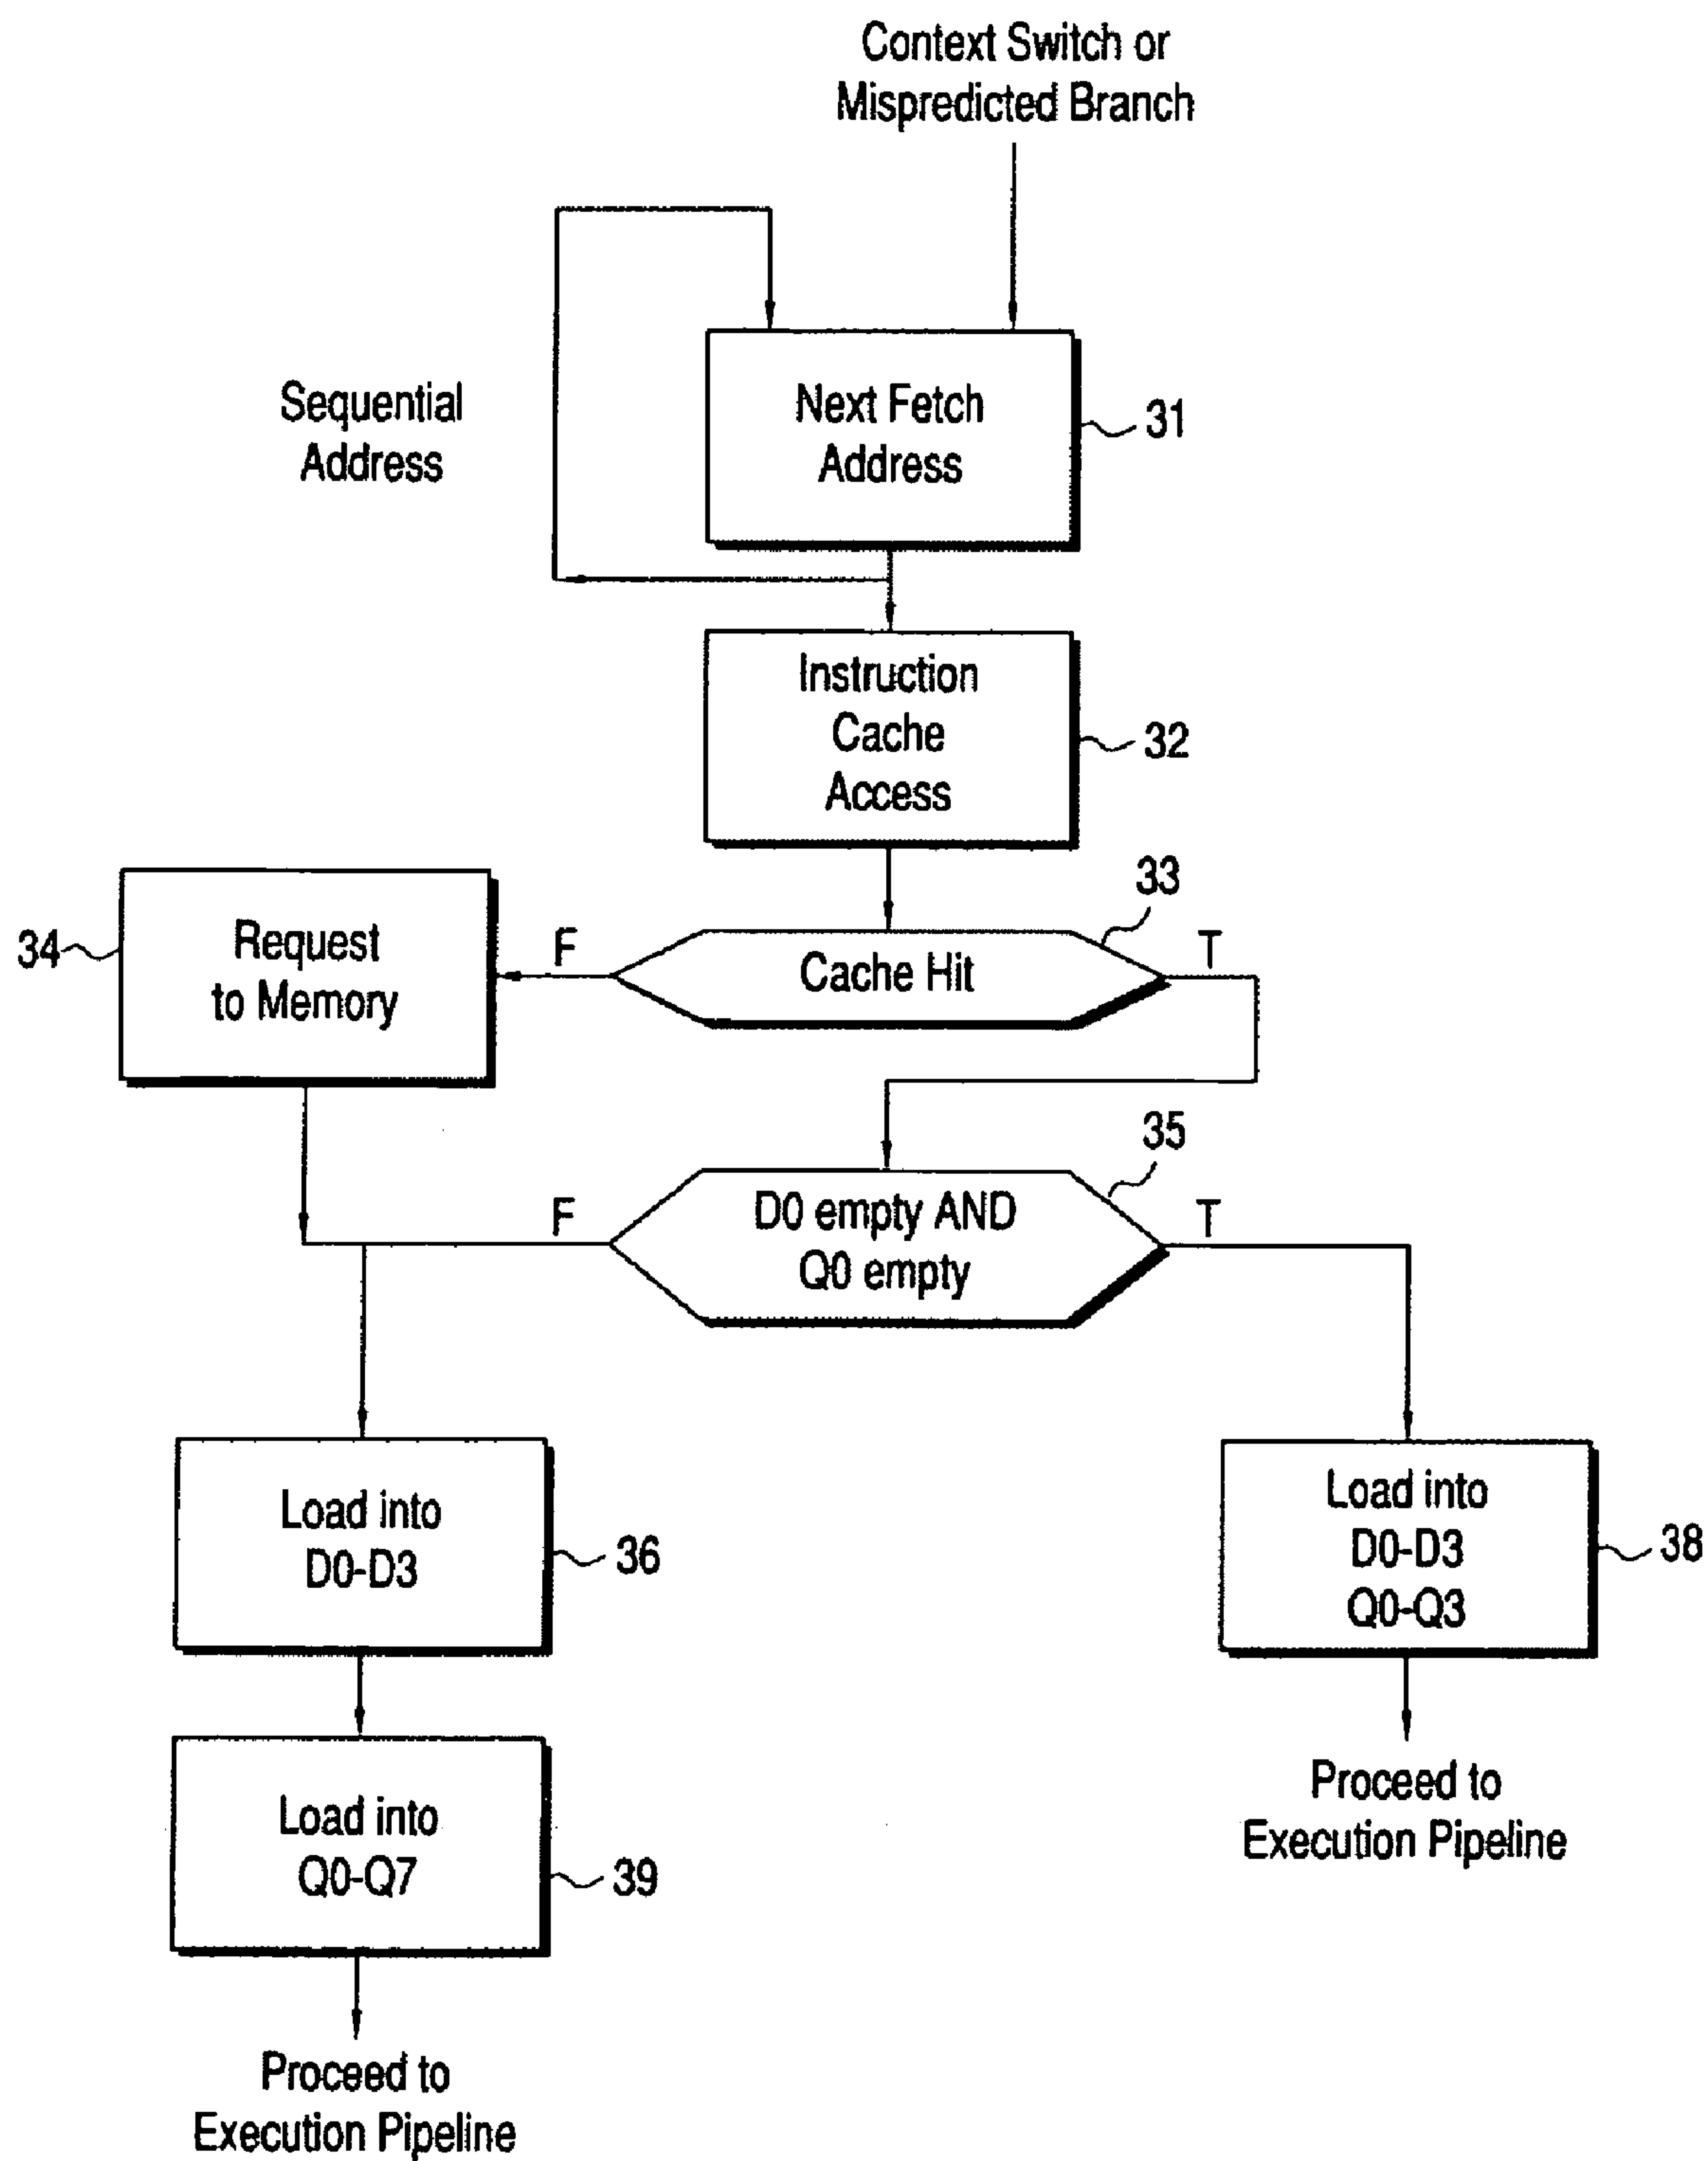 Context Switch or
Mispredicted Branch
Sequential
Address
Next Fetch
Address
31
Instruction
Cache
Access
32
33
34
Request
to Memory
F
Cache Hit
T
35
F
D0 empty AND
Q0 empty
T
Load into
D0-D3
36
Load into
D0-D3
Q0-Q3
38
Load into
Q0-Q7
39
Proceed to
Execution Pipeline
Proceed to
Execution Pipeline